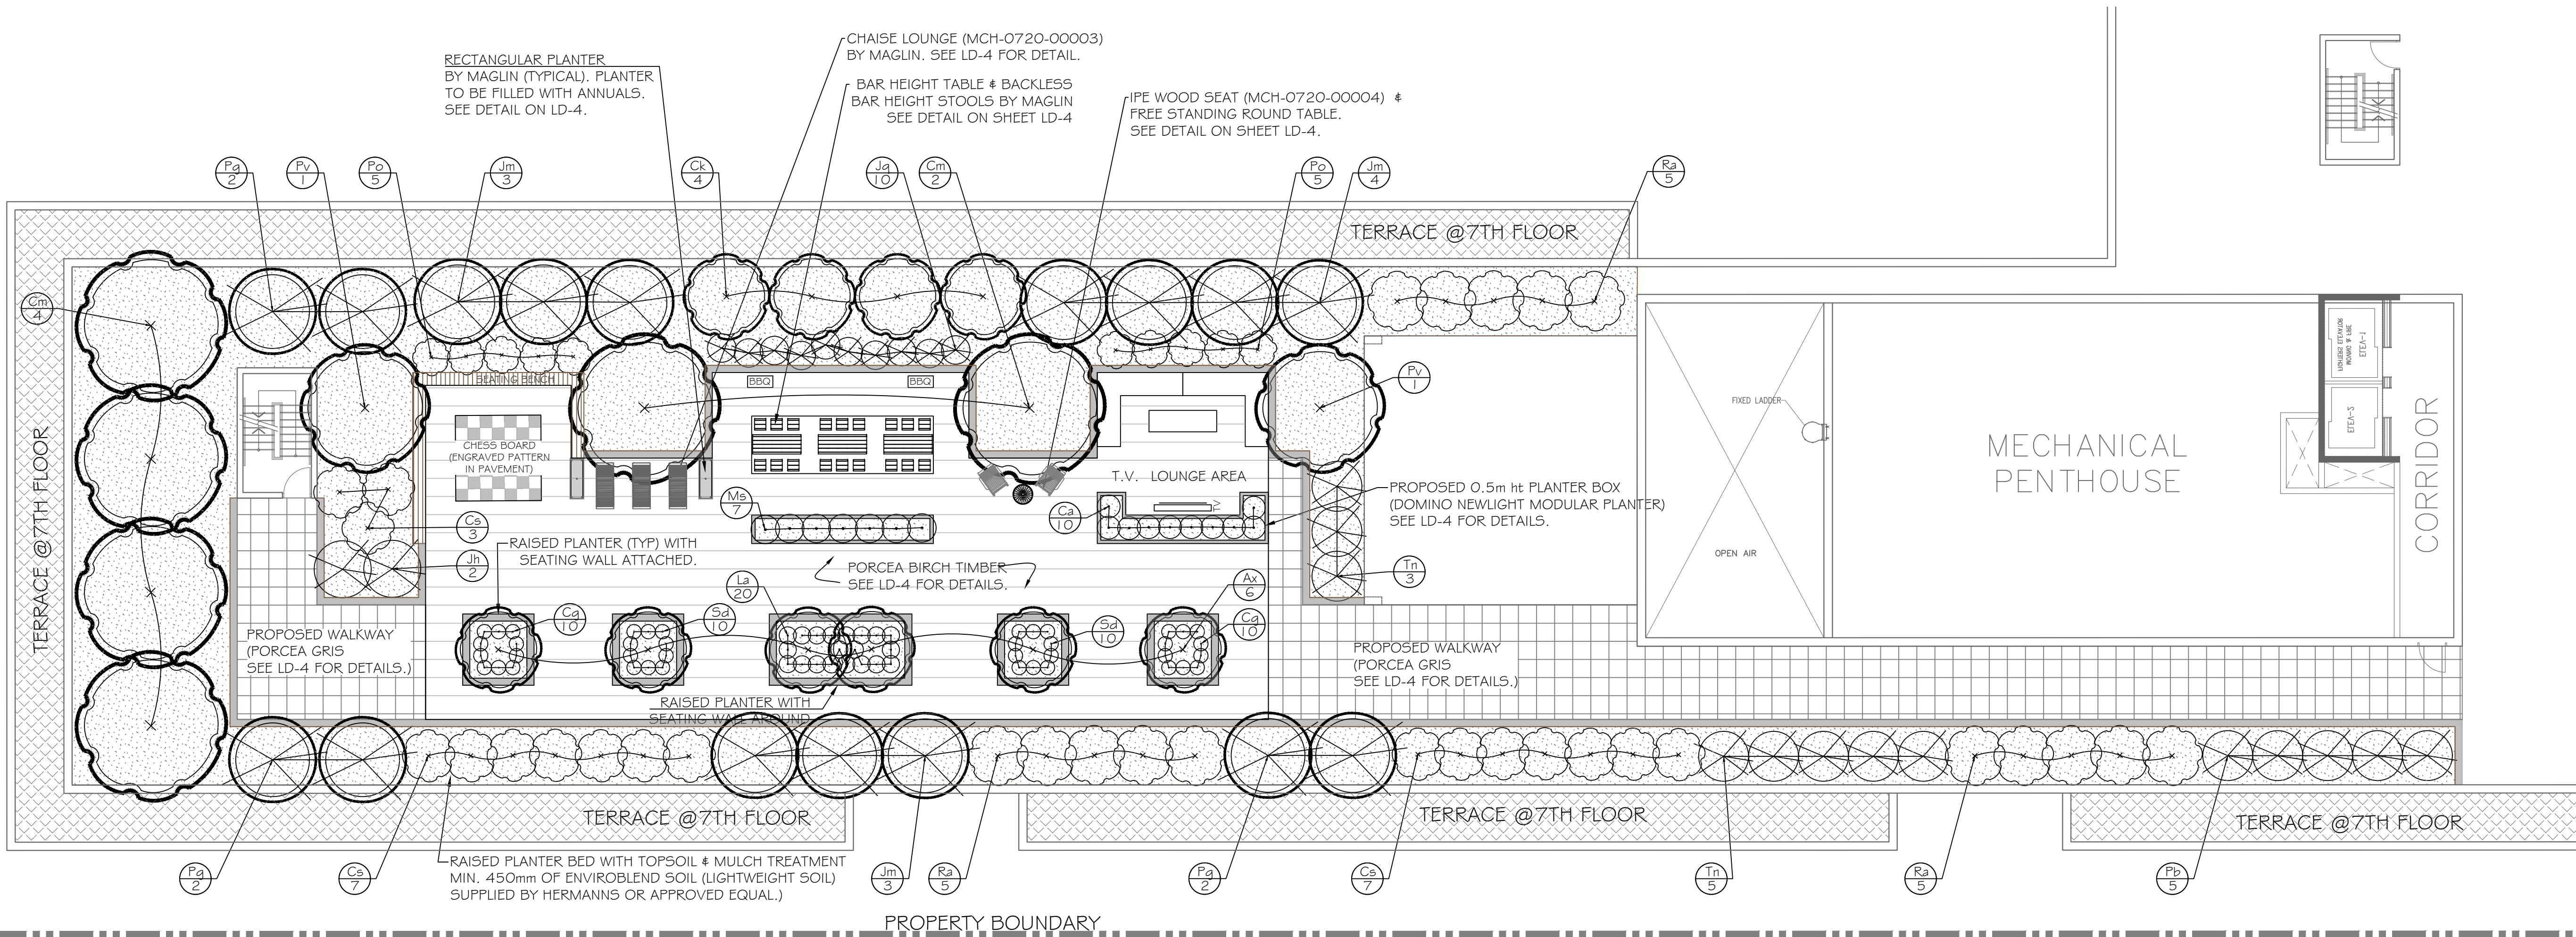 CHAISE LOUNGE (MCH-0720-00003)
BY MAGLIN. SEE LD-4 FOR DETAIL.
RECTANGULAR PLANTER
BY MAGLIN (TYPICAL). PLANTER
TO BE FILLED WITH ANNUALS.
SEE DETAIL ON LD-4.
BAR HEIGHT TABLE & BACKLESS
BAR HEIGHT STOOLS BY MAGLIN
SEE DETAIL ON SHEET LD-4
IPE WOOD SEAT (MCH-0720-00004) &
FREE STANDING ROUND TABLE.
SEE DETAIL ON SHEET LD-4.
Pg
2
Pv
1
Po
5
Jm
3
Ck
4
Jg
10
Cm
2
Po
5
Jm
4
Ra
5
TERRACE @7TH FLOOR
Cm
4
TERRACE @7TH FLOOR
SEATING BENCH
BBQ
BBQ
Pv
1
CHESS BOARD
(ENGRAVED PATTERN
IN PAVEMENT)
T.V. LOUNGE AREA
TV
Ms
7
Ca
10
PROPOSED 0.5m ht PLANTER BOX
(DOMINO NEWLIGHT MODULAR PLANTER)
SEE LD-4 FOR DETAILS.
Cs
3
Jh
2
RAISED PLANTER (TYP) WITH
SEATING WALL ATTACHED.
PORCEA BIRCH TIMBER
SEE LD-4 FOR DETAILS.
Tn
3
La
20
Ax
6
Cg
10
Sd
10
Sd
10
Cg
10
PROPOSED WALKWAY
(PORCEA GRIS
SEE LD-4 FOR DETAILS.)
PROPOSED WALKWAY
(PORCEA GRIS
SEE LD-4 FOR DETAILS.)
RAISED PLANTER WITH
SEATING WALL AROUND
FIXED LADDER
OPEN AIR
MECHANICAL
PENTHOUSE
ELEV-1
ELEV-2
CORRIDOR
TERRACE @7TH FLOOR
TERRACE @7TH FLOOR
TERRACE @7TH FLOOR
RAISED PLANTER BED WITH TOPSOIL & MULCH TREATMENT
MIN. 450mm OF ENVIROBLEND SOIL (LIGHTWEIGHT SOIL)
SUPPLIED BY HERMANNS OR APPROVED EQUAL.)
Pg
2
Cs
7
Jm
3
Ra
5
Pg
2
Cs
7
Tn
5
Ra
5
Pb
5
PROPERTY BOUNDARY